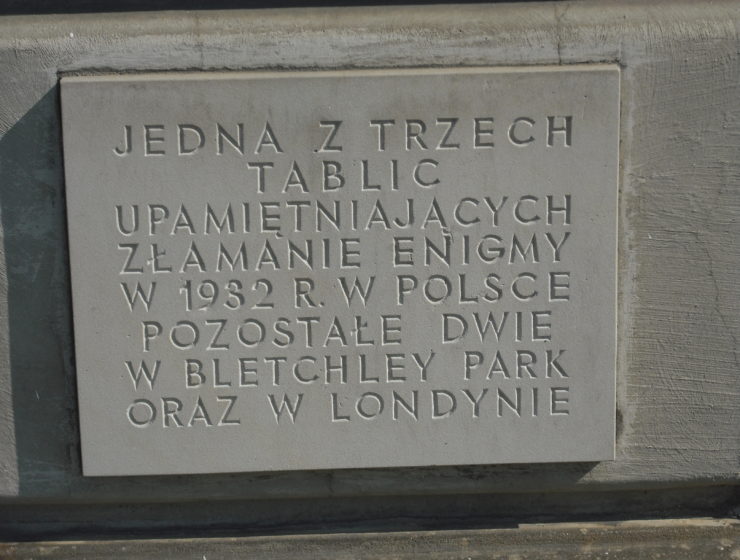 JEDNA Z TRZECH
TABLIC
UPAMIĘTNIAJĄCYCH
ZŁAMANIE ENIGMY
W 1932 R. W POLSCE
POZOSTAŁE DWIE
W BLETCHLEY PARK
ORAZ W LONDYNIE